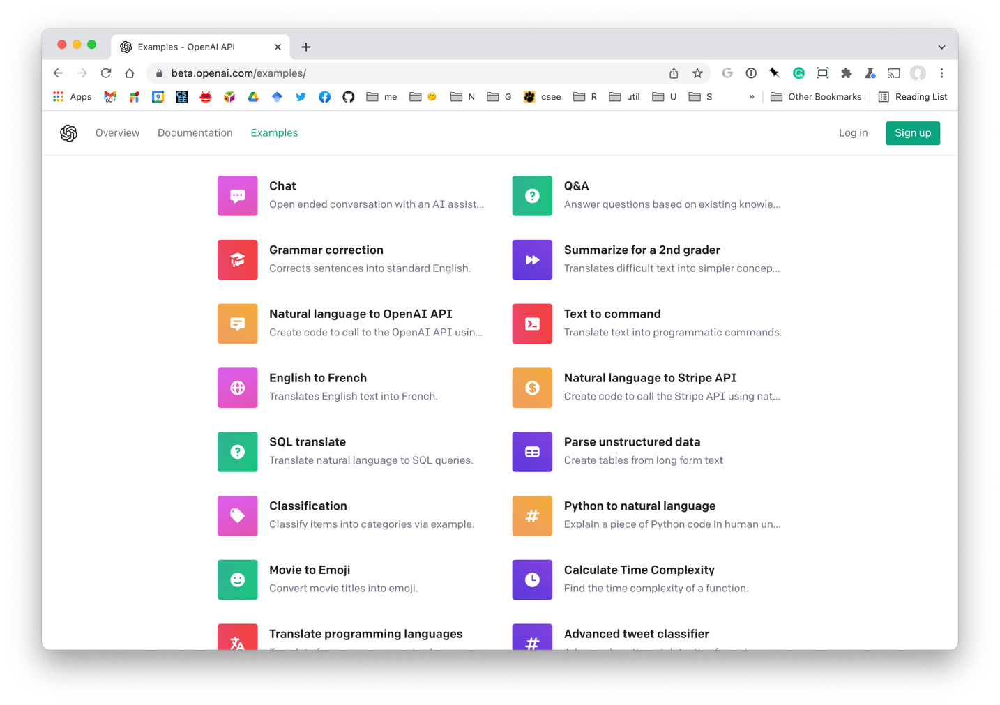 Examples - OpenAI API
beta.openai.com/examples/
Apps
60+
9
me
N
G
csee
R
util
U
S
»
Other Bookmarks
Reading List
Overview
Documentation
Examples
Log in
Sign up
Chat
Open ended conversation with an AI assist...
Q&A
Answer questions based on existing knowle...
Grammar correction
Corrects sentences into standard English.
Summarize for a 2nd grader
Translates difficult text into simpler concep...
Natural language to OpenAI API
Create code to call to the OpenAI API usin...
Text to command
Translate text into programmatic commands.
English to French
Translates English text into French.
Natural language to Stripe API
Create code to call the Stripe API using nat...
SQL translate
Translate natural language to SQL queries.
Parse unstructured data
Create tables from long form text
Classification
Classify items into categories via example.
Python to natural language
Explain a piece of Python code in human un...
Movie to Emoji
Convert movie titles into emoji.
Calculate Time Complexity
Find the time complexity of a function.
Translate programming languages
Advanced tweet classifier